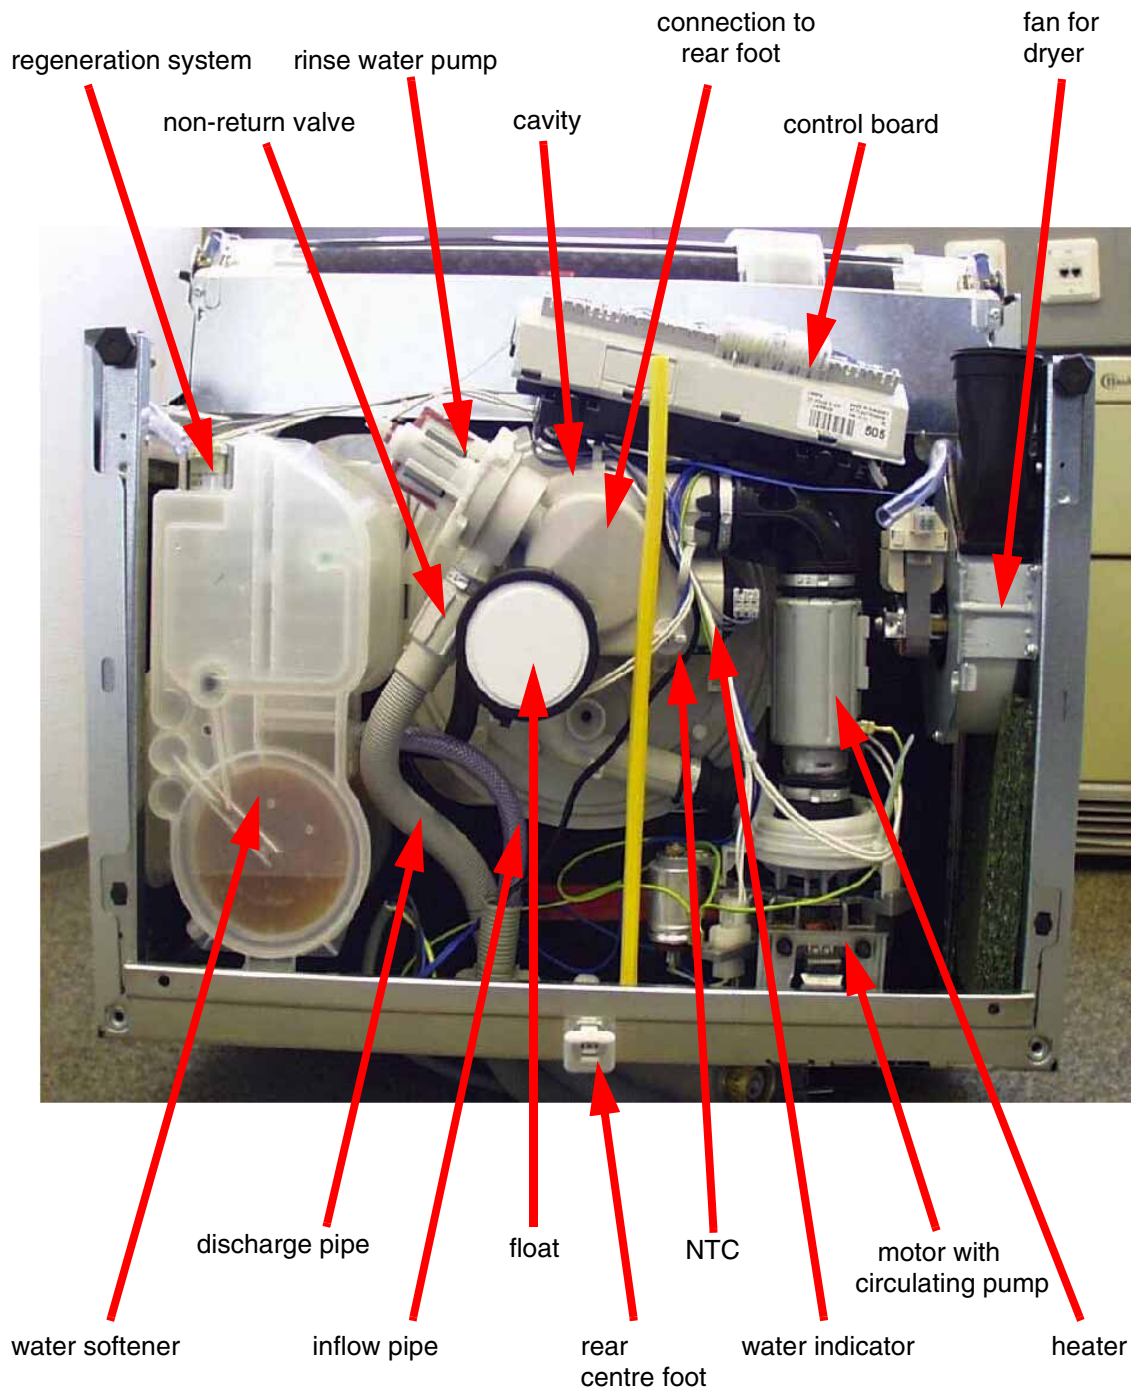 connection to
rear foot
fan for
dryer
regeneration system
rinse water pump
non-return valve
cavity
control board
505
discharge pipe
float
NTC
motor with
circulating pump
water softener
inflow pipe
rear
centre foot
water indicator
heater